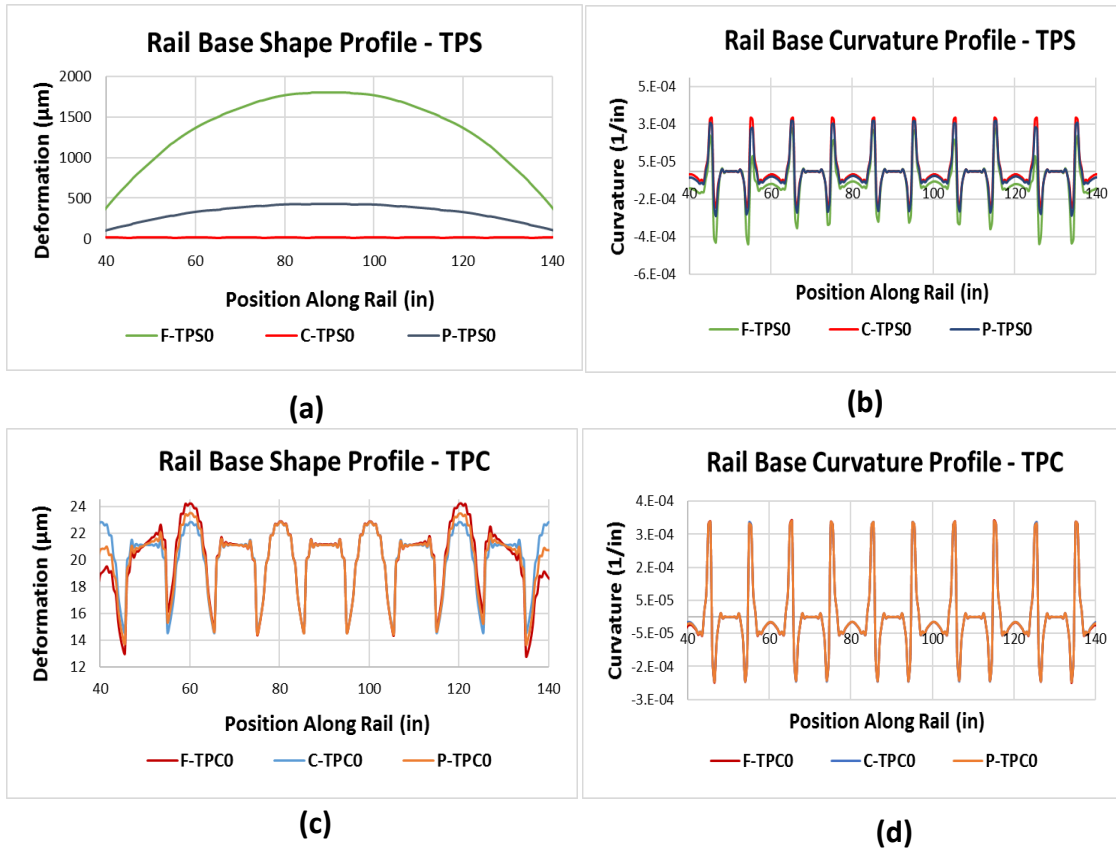 Rail Base Shape Profile - TPS
Deformation (µm)
2000
1500
1000
500
0
40 60 80 100 120 140
Position Along Rail (in)
F-TPS0 C-TPS0 P-TPS0
(a)
Rail Base Curvature Profile - TPS
Curvature (1/in)
5.E-04
3.E-04
5.E-05
-2.E-04
-4.E-04
-6.E-04
40 60 80 100 120 140
Position Along Rail (in)
F-TPS0 C-TPS0 P-TPS0
(b)
Rail Base Shape Profile - TPC
Deformation (µm)
24
22
20
18
16
14
12
40 60 80 100 120 140
Position Along Rail (in)
F-TPC0 C-TPC0 P-TPC0
(c)
Rail Base Curvature Profile - TPC
Curvature (1/in)
4.E-04
3.E-04
2.E-04
5.E-05
-5.E-05
-2.E-04
-3.E-04
40 60 80 100 120 140
Position Along Rail (in)
F-TPC0 C-TPC0 P-TPC0
(d)